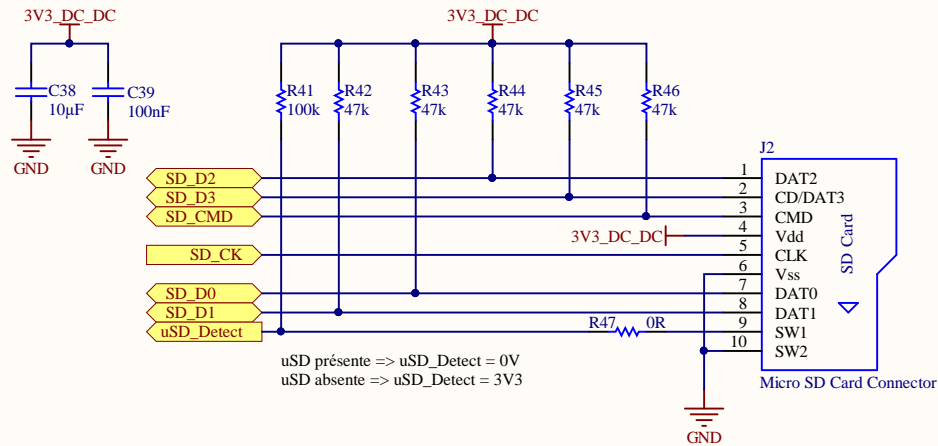 3V3_DC_DC
3V3_DC_DC
C38
10µF
C39
100nF
GND
GND
R41
100k
R42
47k
R43
47k
R44
47k
R45
47k
R46
47k
J2
SD_D2
1
DAT2
SD_D3
2
CD/DAT3
SD_CMD
3
CMD
3V3_DC_DC
4
Vdd
SD_CK
5
CLK
6
Vss
SD_D0
7
DAT0
SD_D1
8
DAT1
uSD_Detect
R47
0R
9
SW1
10
SW2
SD Card
uSD présente => uSD_Detect = 0V
uSD absente => uSD_Detect = 3V3
Micro SD Card Connector
GND